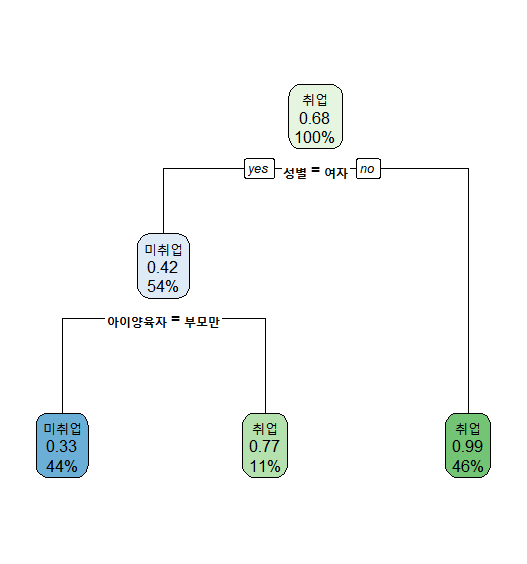 취업
0.68
100%
yes 성별 = 여자 no
미취업
0.42
54%
아이양육자 = 부모만
미취업
0.33
44%
취업
0.77
11%
취업
0.99
46%